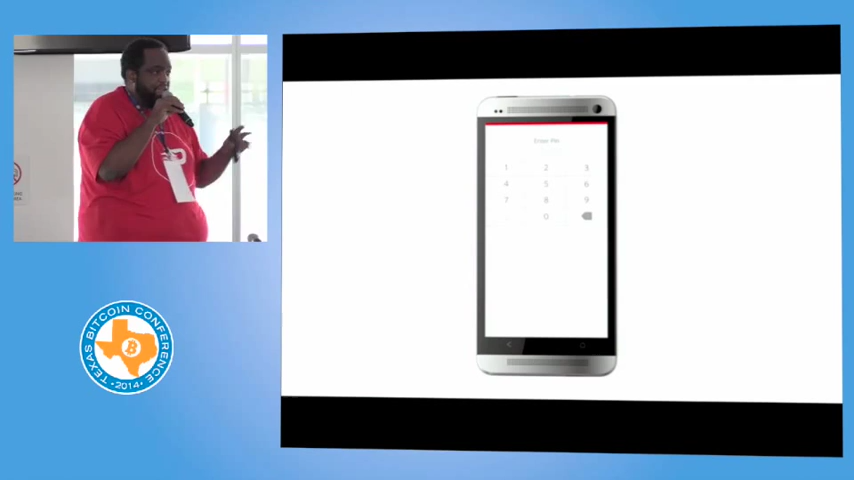 Enter Pin
1 2 3
4 5 6
7 8 9
0
TEXAS BITCOIN CONFERENCE
•2014•